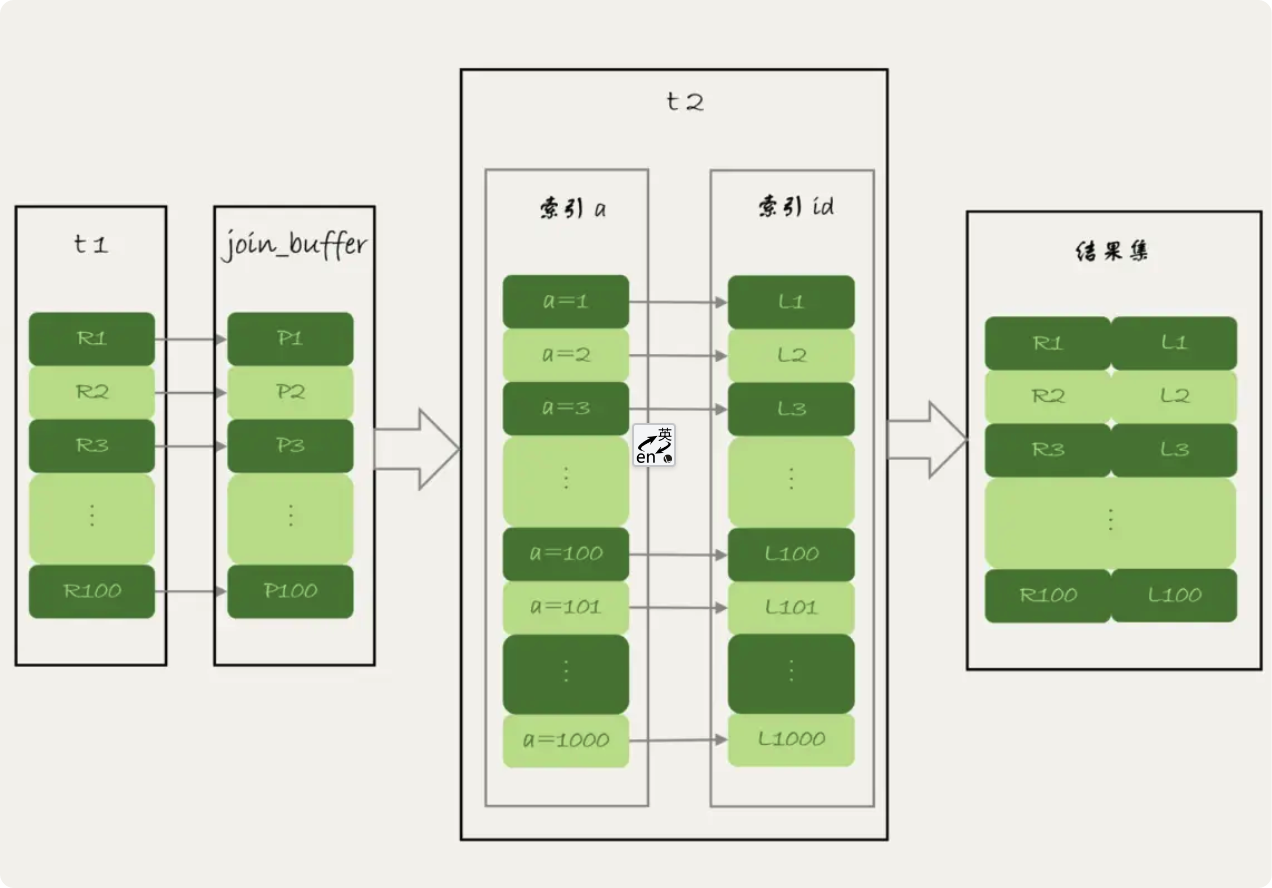 t1
R1
R2
R3
⋮
R100
join_buffer
P1
P2
P3
⋮
P100
t2
索引 a
a=1
a=2
a=3
⋮
a=100
a=101
⋮
a=1000
英
en
索引 id
L1
L2
L3
⋮
L100
L101
⋮
L1000
结果集
R1 L1
R2 L2
R3 L3
⋮
R100 L100